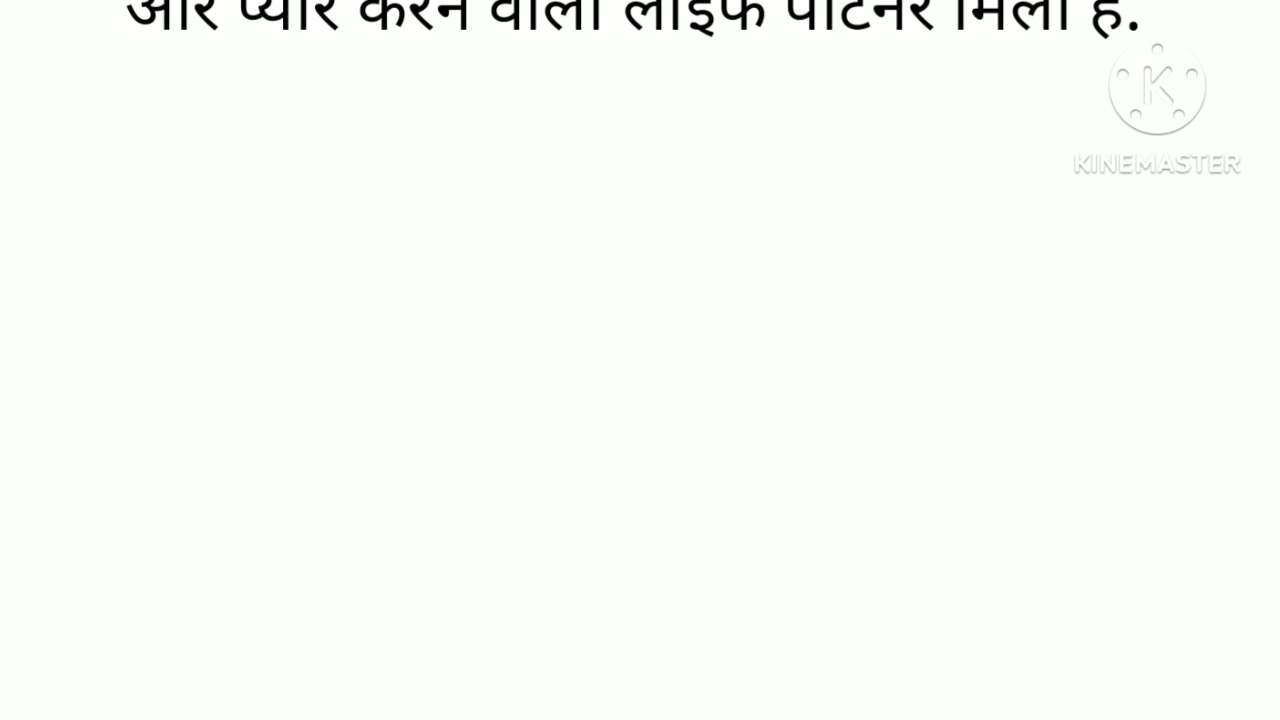 और प्यार करने वाला लाइफ पार्टनर मिला है.
K
KINEMASTER